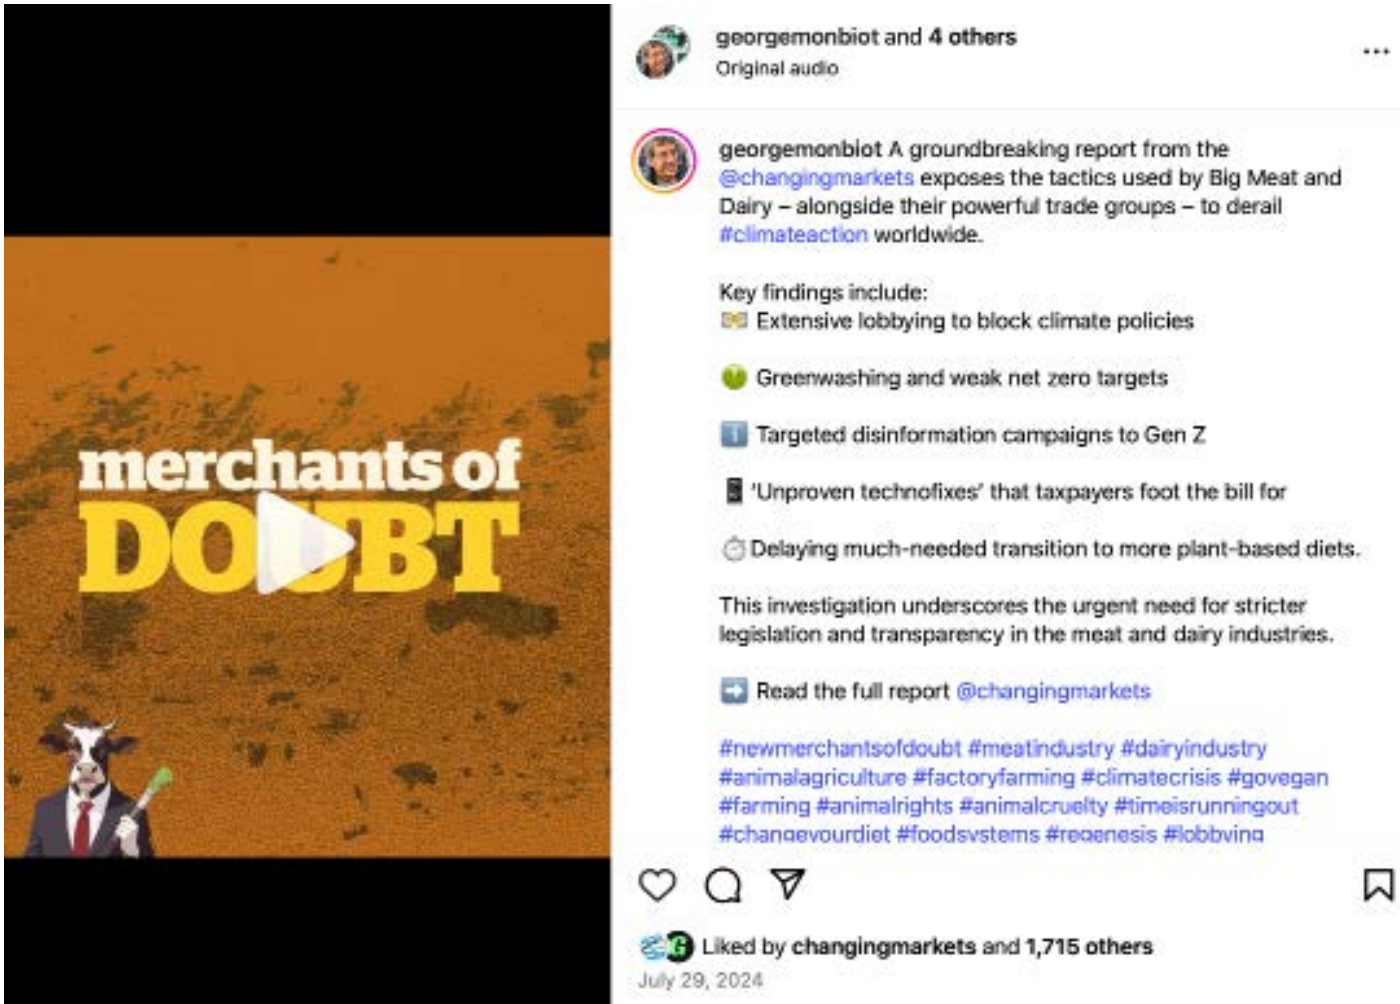 merchants of
DOUBT
georgemonbiot and 4 others
Original audio
georgemonbiot A groundbreaking report from the
@changingmarkets exposes the tactics used by Big Meat and
Dairy – alongside their powerful trade groups – to derail
#climateaction worldwide.
Key findings include:
Extensive lobbying to block climate policies
Greenwashing and weak net zero targets
Targeted disinformation campaigns to Gen Z
'Unproven technofixes' that taxpayers foot the bill for
Delaying much-needed transition to more plant-based diets.
This investigation underscores the urgent need for stricter
legislation and transparency in the meat and dairy industries.
Read the full report @changingmarkets
#newmerchantsofdoubt #meatindustry #dairyindustry
#animalagriculture #factoryfarming #climatecrisis #govegan
#farming #animalrights #animalcruelty #timeisrunningout
#changeyourdiet #foodsystems #regenesis #lobbying
Liked by changingmarkets and 1,715 others
July 29, 2024